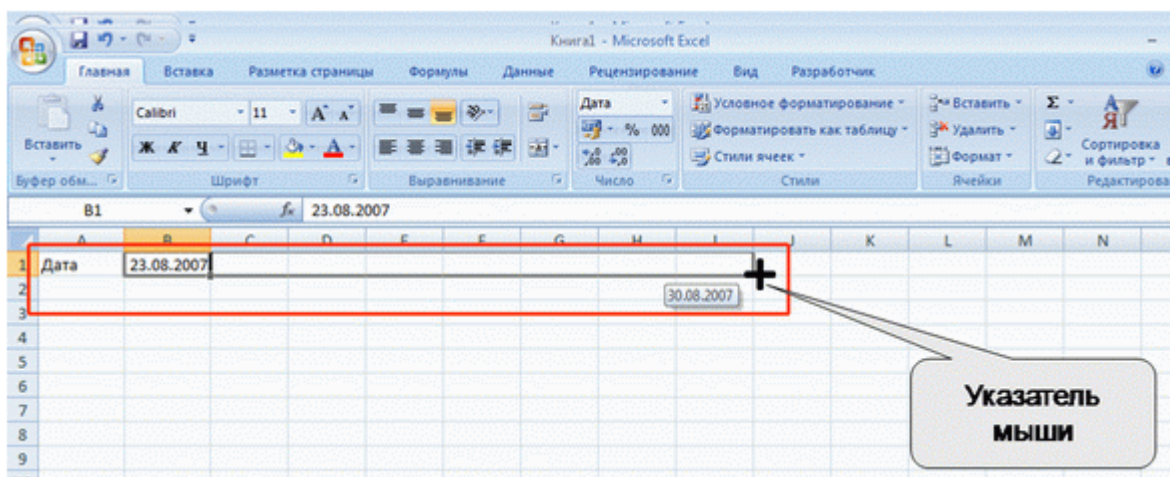 Книга1 - Microsoft Excel
Главная Вставка Разметка страницы Формулы Данные Рецензирование Вид Разработчик
Calibri 11 Дата Условное форматирование Вставить Σ
% 000 Форматировать как таблицу Удалить
Вставить Ж К Ч Стили ячеек Формат Сортировка
и фильтр
Буфер обм... Шрифт Выравнивание Число Стили Ячейки
B1 fx 23.08.2007
A B C D E F G H I J K L M N
1 Дата 23.08.2007
2 30.08.2007
3
4
5
6
7
8
9
Указатель
мыши